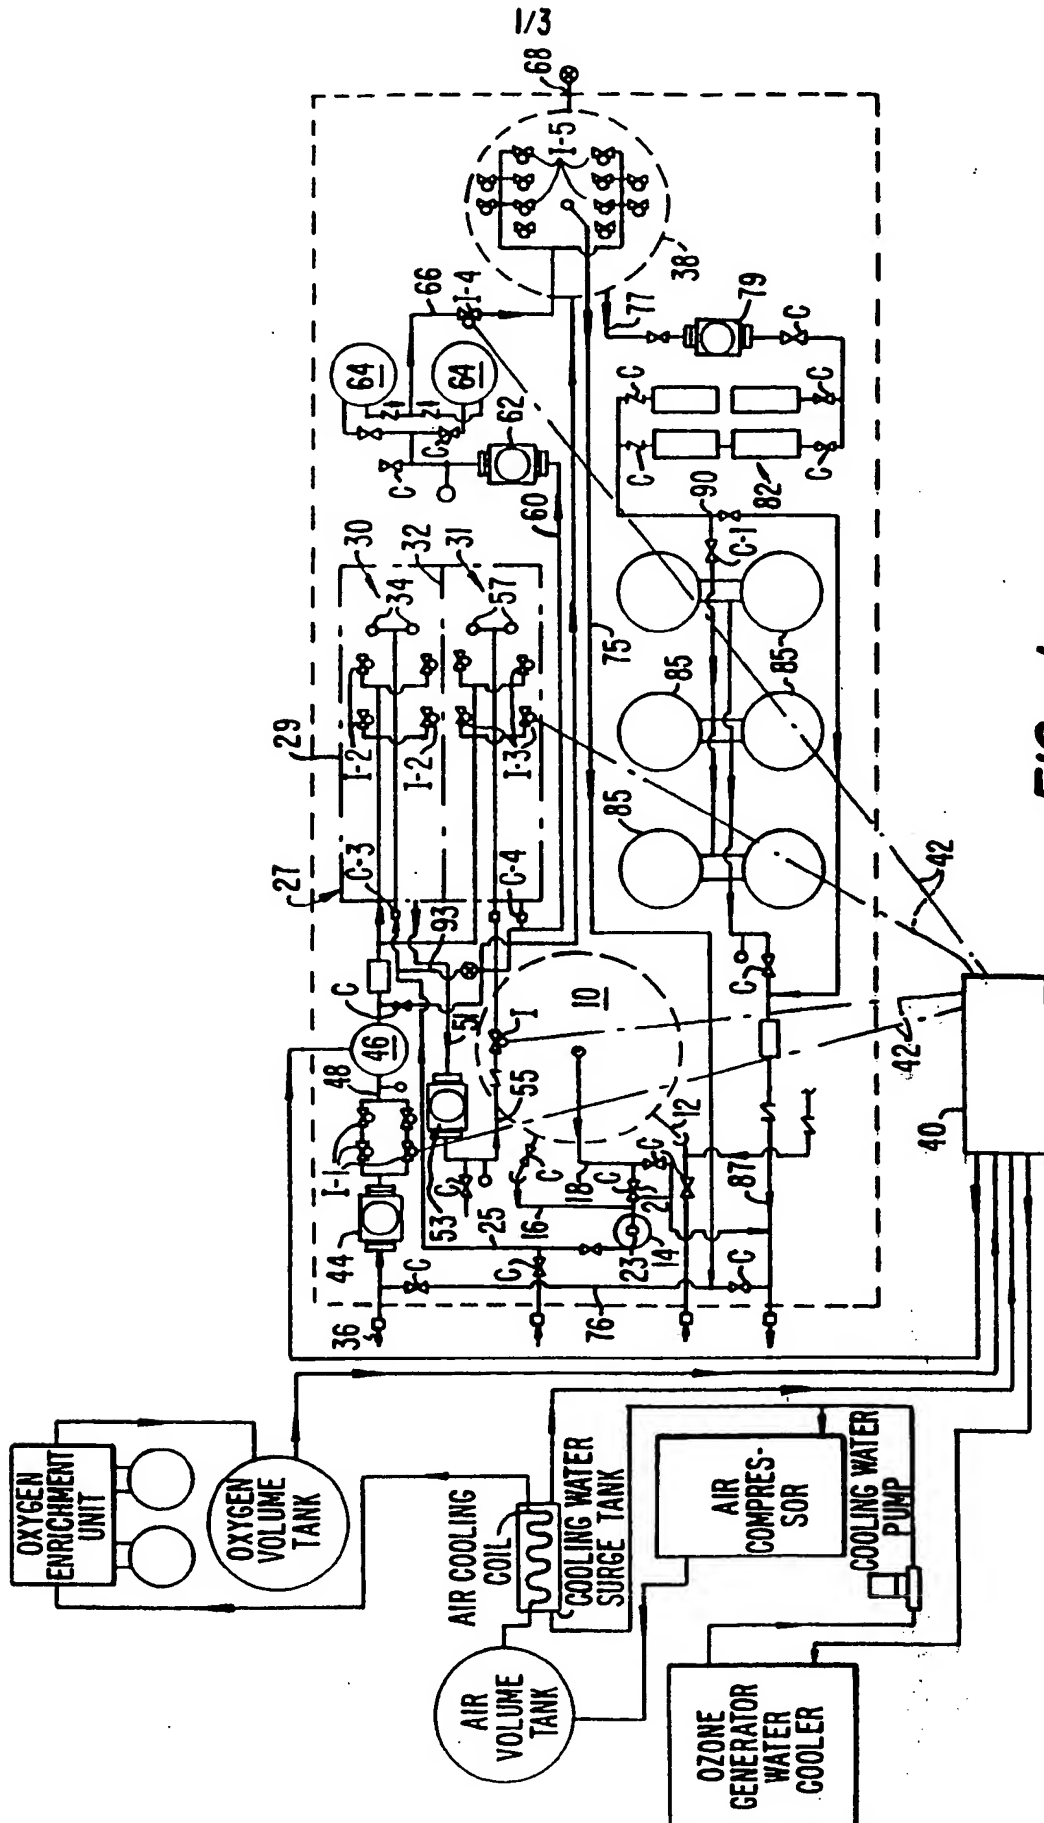 1/3
68
I-5
38
66
I-4
64
64
Z
Z
77
79
C
C
62
C
C
C
C
C
82
60
90
C-1
75
30
34
32
31
57
29
I-2
I-2
I-3
27
C-3
C-4
85
85
85
85
93
C
51
46
48
I-1
44
53
C
55
I
10
12
C
C
C
C
18
16
21
25
23
14
87
C
C
C
76
36
42
42
40
OXYGEN
ENRICHMENT
UNIT
OXYGEN
VOLUME
TANK
AIR COOLING
COIL
COOLING WATER
SURGE TANK
AIR
VOLUME
TANK
AIR
COMPRES-
SOR
COOLING WATER
PUMP
OZONE
GENERATOR
WATER
COOLER